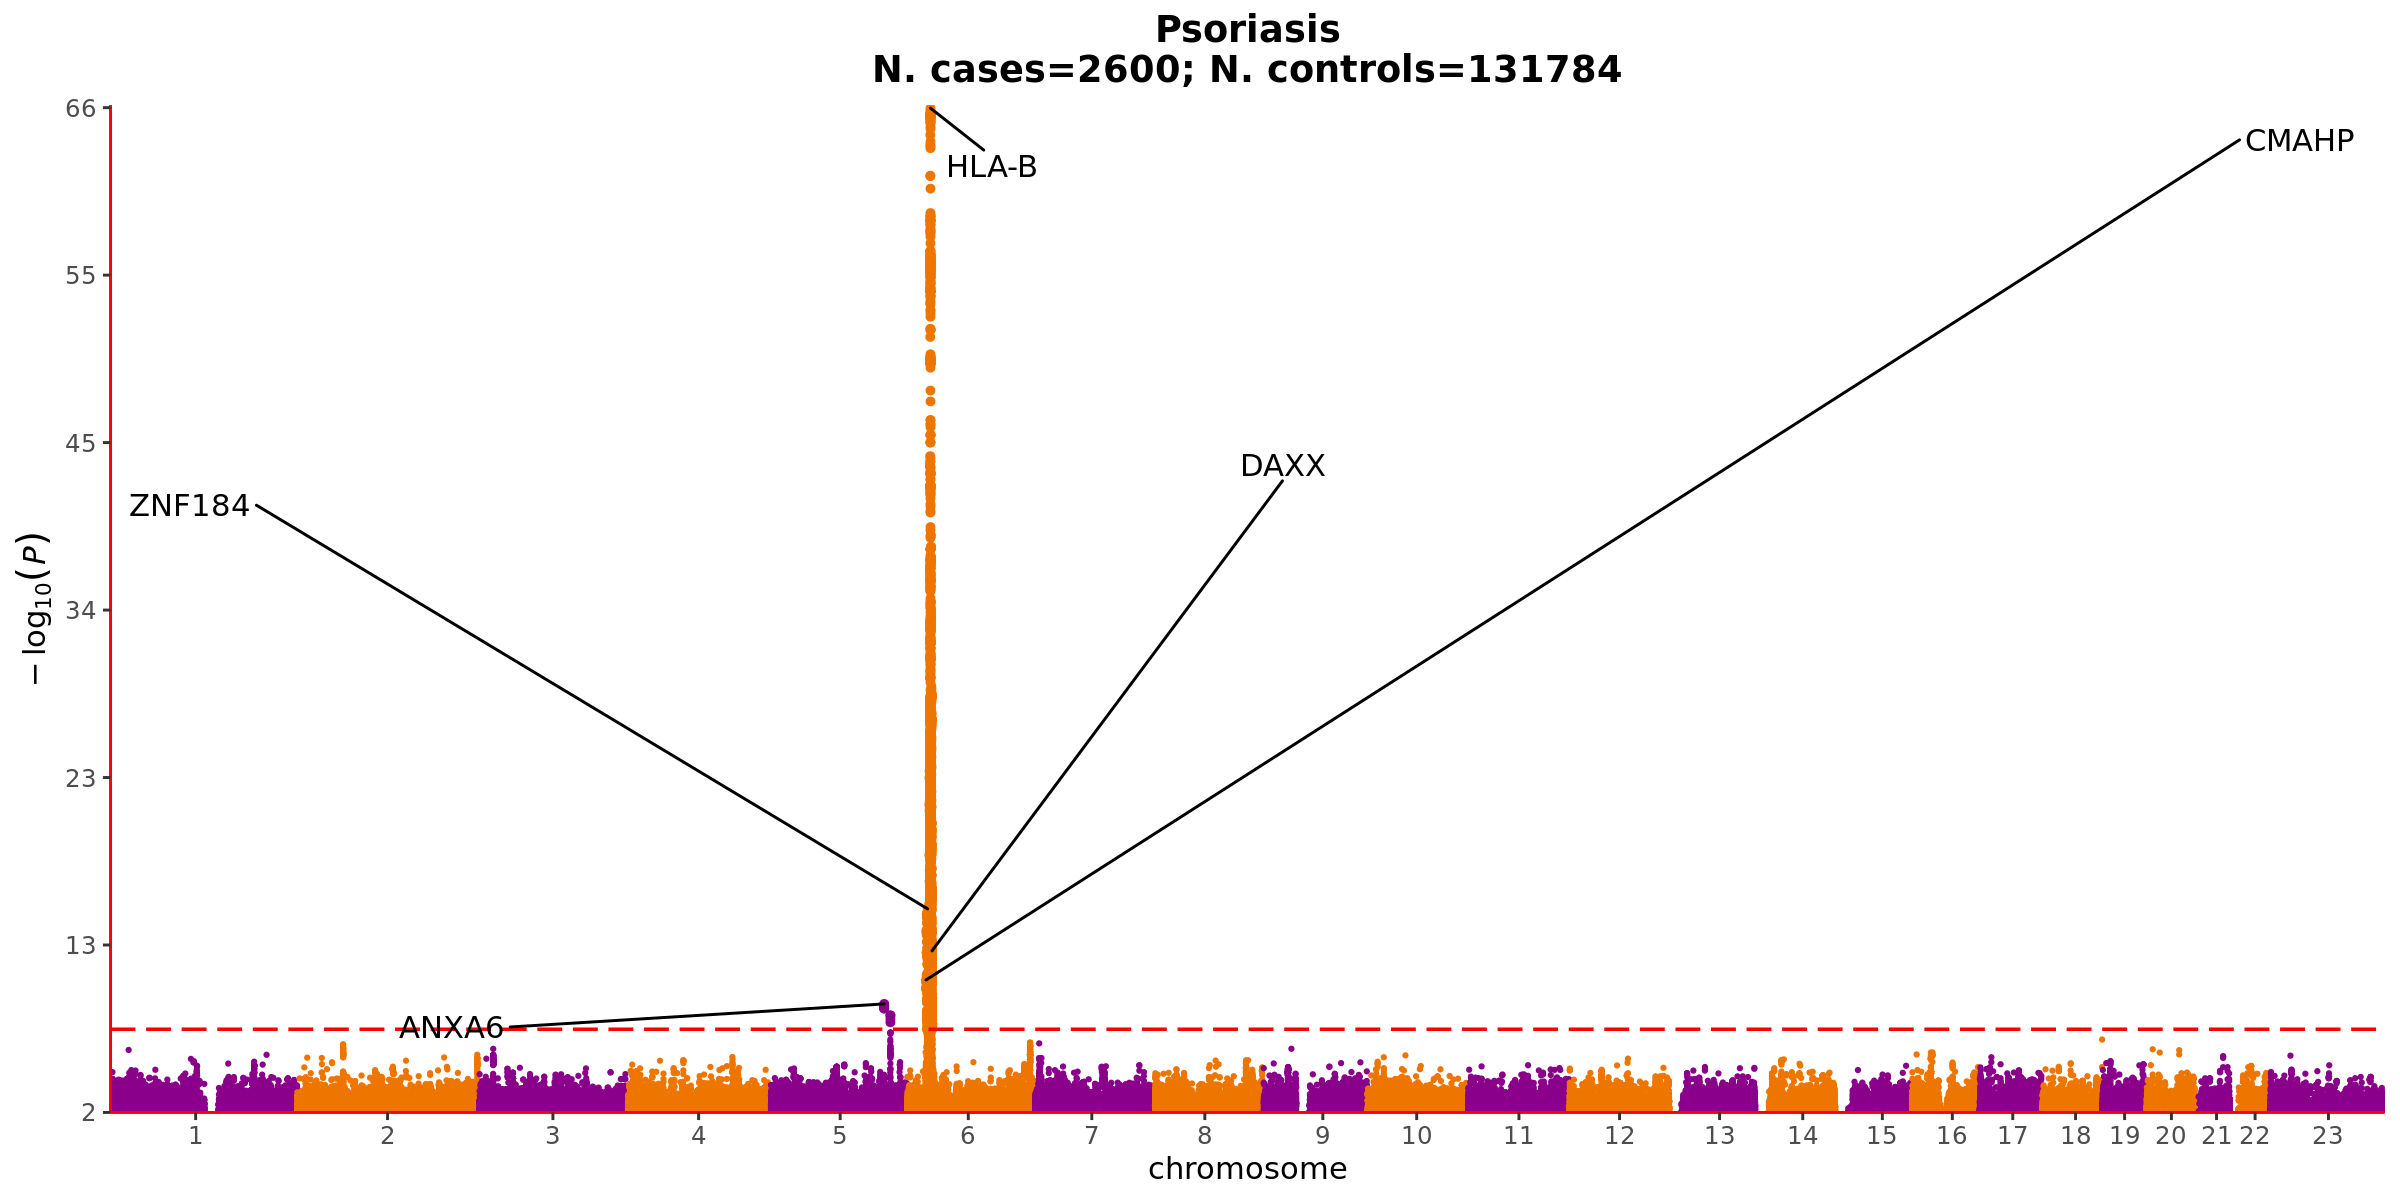 Psoriasis
N. cases=2600; N. controls=131784
66
55
45
34
23
13
2
−log10(P)
HLA-B
CMAHP
DAXX
ZNF184
ANXA6
1 2 3 4 5 6 7 8 9 10 11 12 13 14 15 16 17 18 19 20 21 22 23
chromosome